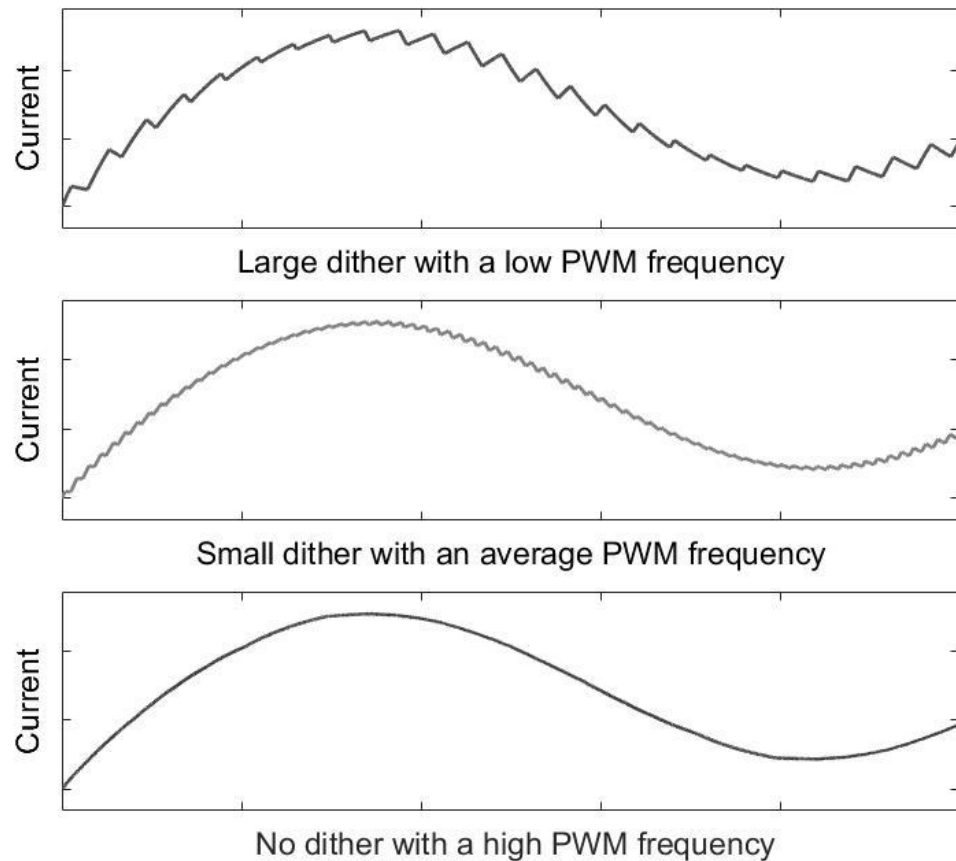 Current
Large dither with a low PWM frequency
Current
Small dither with an average PWM frequency
Current
No dither with a high PWM frequency